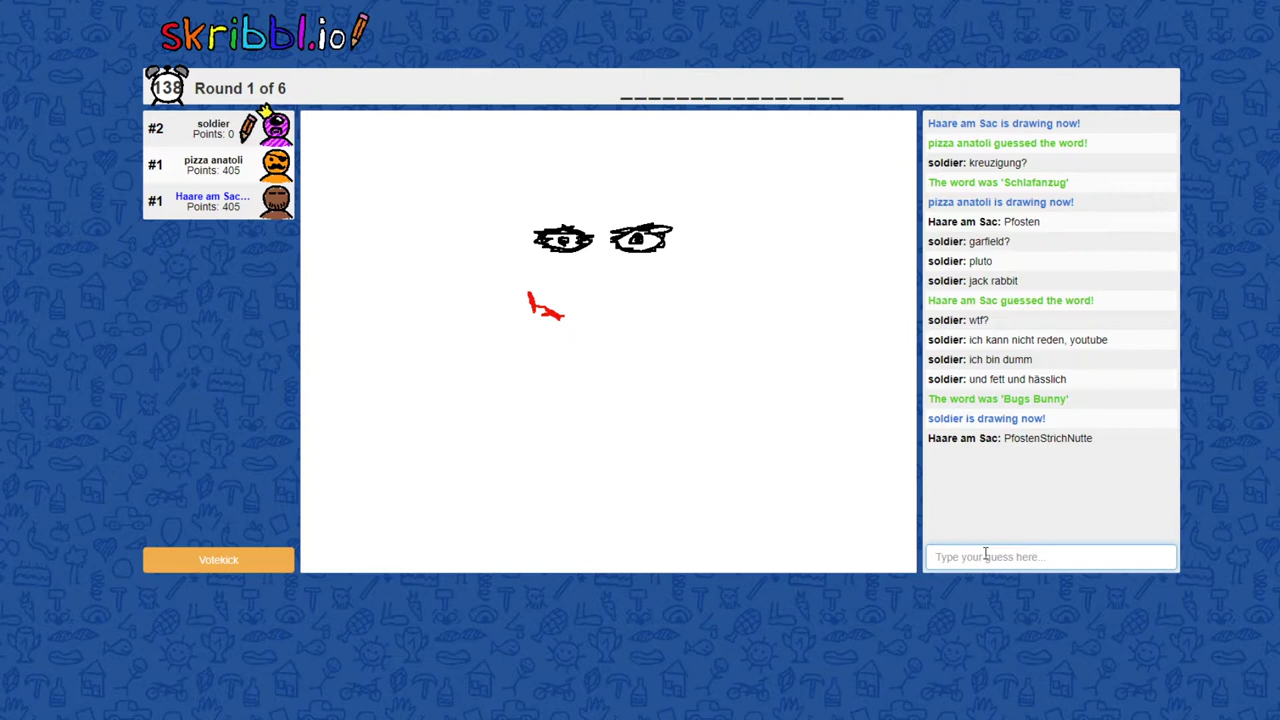 skribbl.io
138
Round 1 of 6
_______________
#2
soldier
Points: 0
#1
pizza anatoli
Points: 405
#1
Haare am Sac...
Points: 405
Votekick
Haare am Sac is drawing now!
pizza anatoli guessed the word!
soldier: kreuzigung?
The word was 'Schlafanzug'
pizza anatoli is drawing now!
Haare am Sac: Pfosten
soldier: garfield?
soldier: pluto
soldier: jack rabbit
Haare am Sac guessed the word!
soldier: wtf?
soldier: ich kann nicht reden, youtube
soldier: ich bin dumm
soldier: und fett und hässlich
The word was 'Bugs Bunny'
soldier is drawing now!
Haare am Sac: PfostenStrichNutte
Type your guess here...